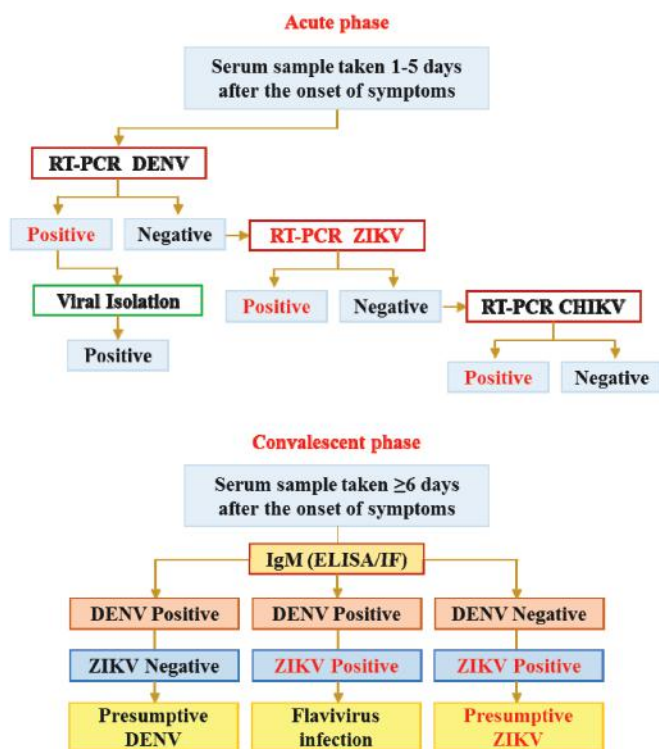 Acute phase
Serum sample taken 1-5 days
after the onset of symptoms
RT-PCR DENV
Positive
Negative
RT-PCR ZIKV
Viral Isolation
Positive
Negative
RT-PCR CHIKV
Positive
Positive
Negative
Convalescent phase
Serum sample taken ≥6 days
after the onset of symptoms
IgM (ELISA/IF)
DENV Positive
DENV Positive
DENV Negative
ZIKV Negative
ZIKV Positive
ZIKV Positive
Presumptive
DENV
Flavivirus
infection
Presumptive
ZIKV